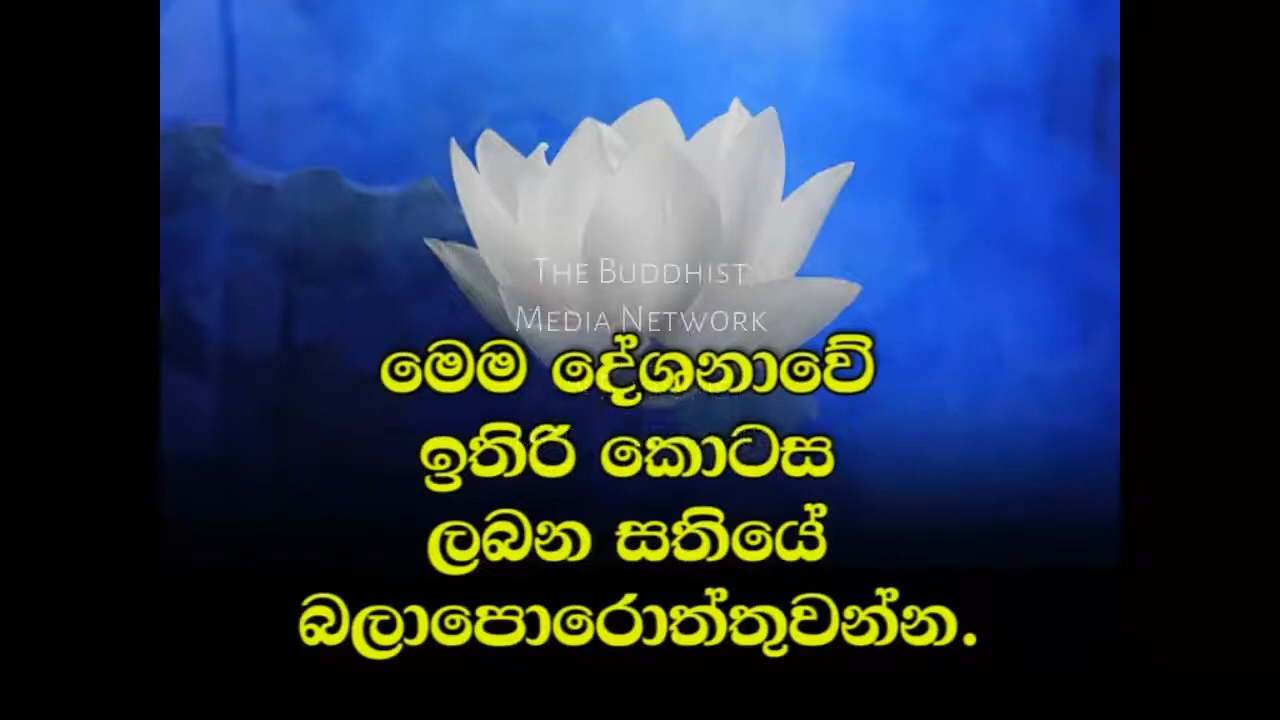 The Buddhist
Media Network
මෙම දේශනාවේ
ඉතිරි කොටස
ලබන සතියේ
බලාපොරොත්තුවන්න.